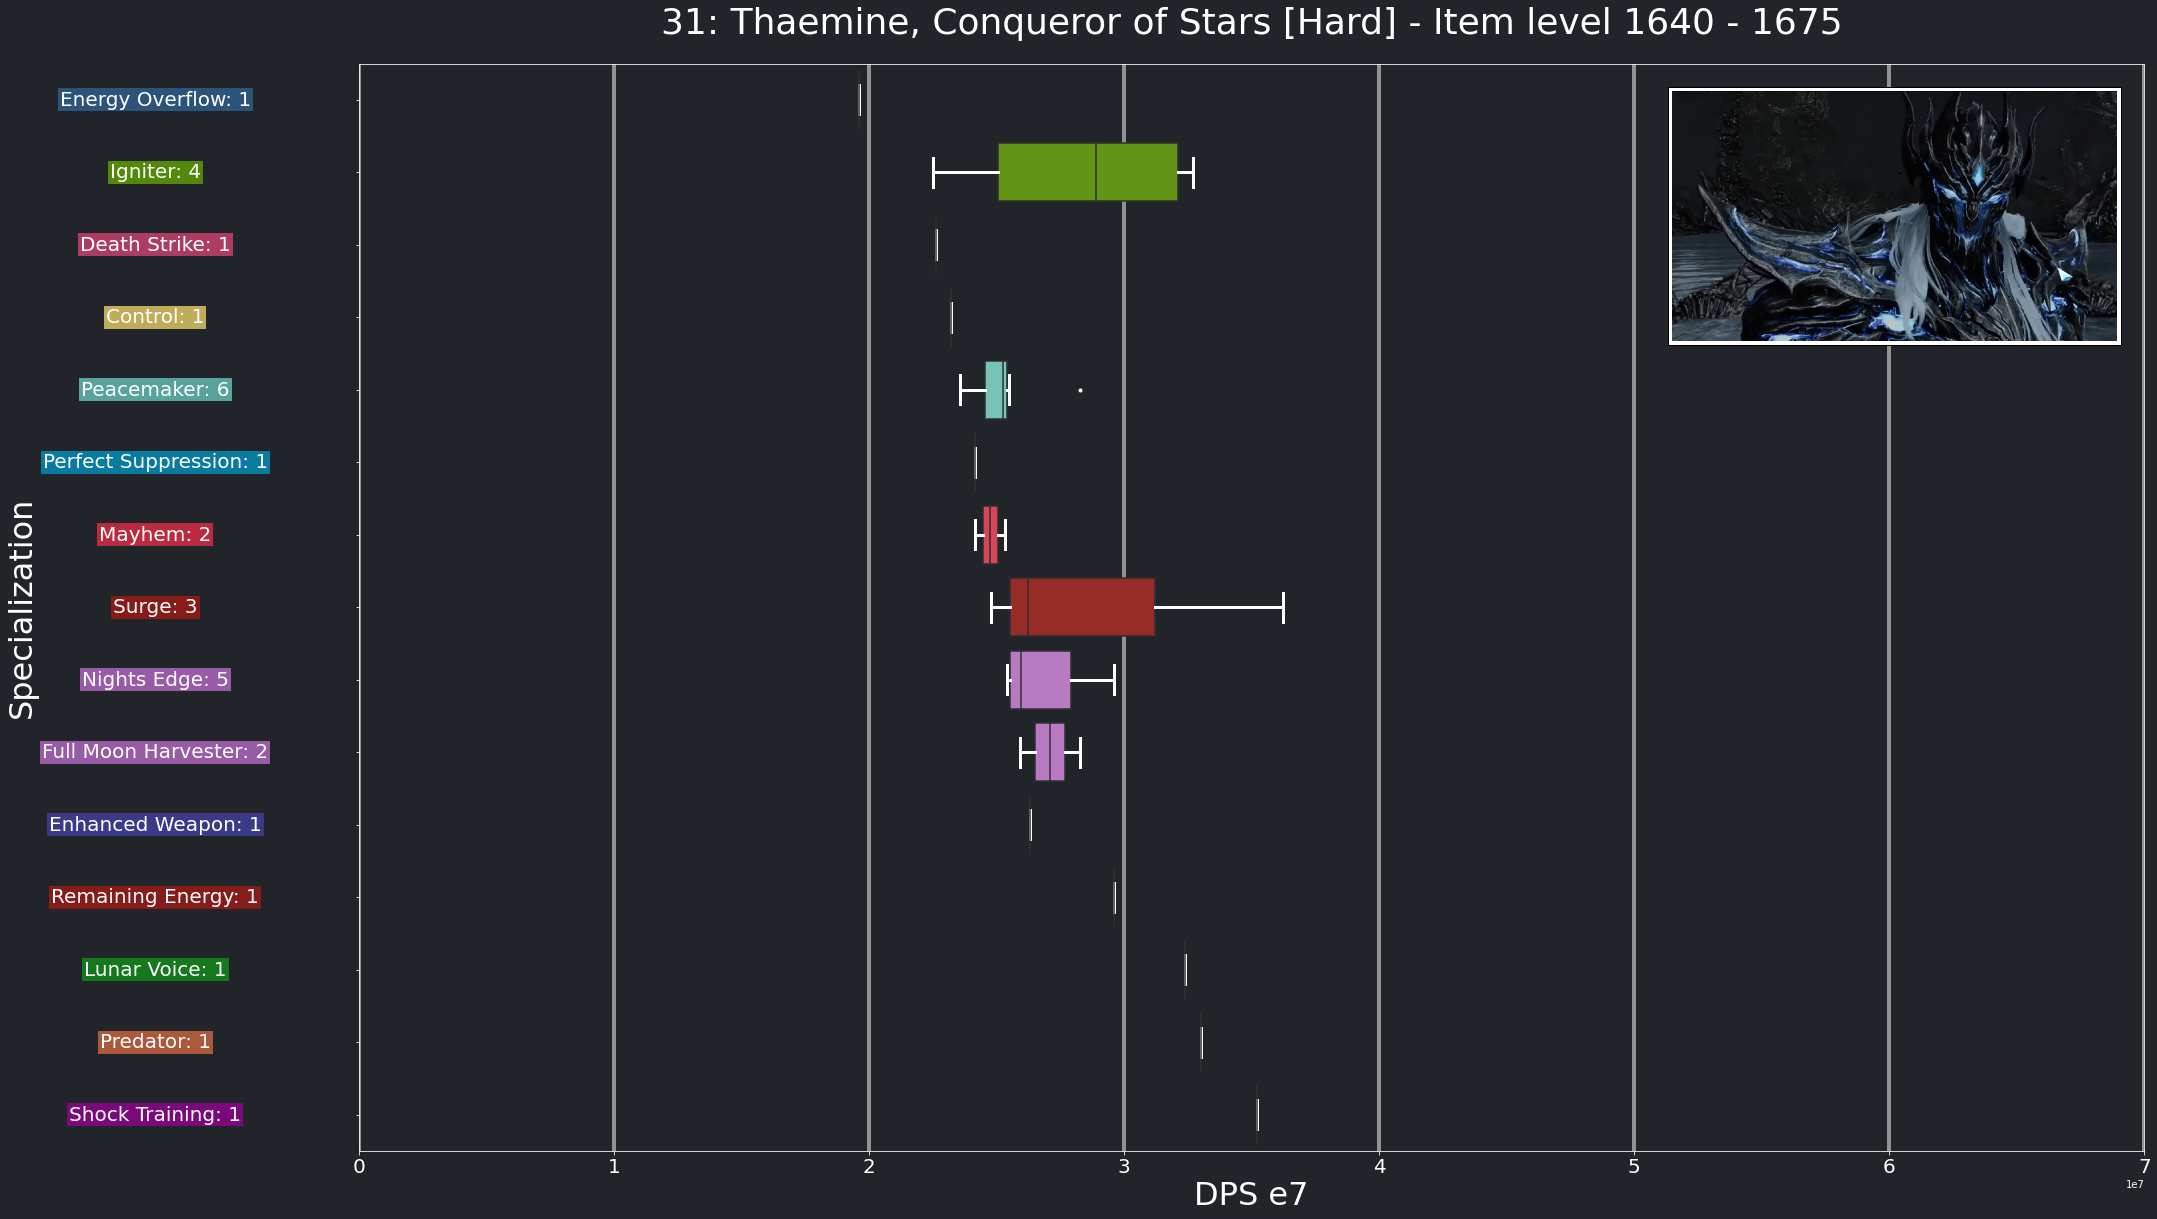 31: Thaemine, Conqueror of Stars [Hard] - Item level 1640 - 1675
Energy Overflow: 1
Igniter: 4
Death Strike: 1
Control: 1
Peacemaker: 6
Perfect Suppression: 1
Mayhem: 2
Surge: 3
Nights Edge: 5
Full Moon Harvester: 2
Enhanced Weapon: 1
Remaining Energy: 1
Lunar Voice: 1
Predator: 1
Shock Training: 1
Specialization
0 1 2 3 4 5 6 7
1e7
DPS e7